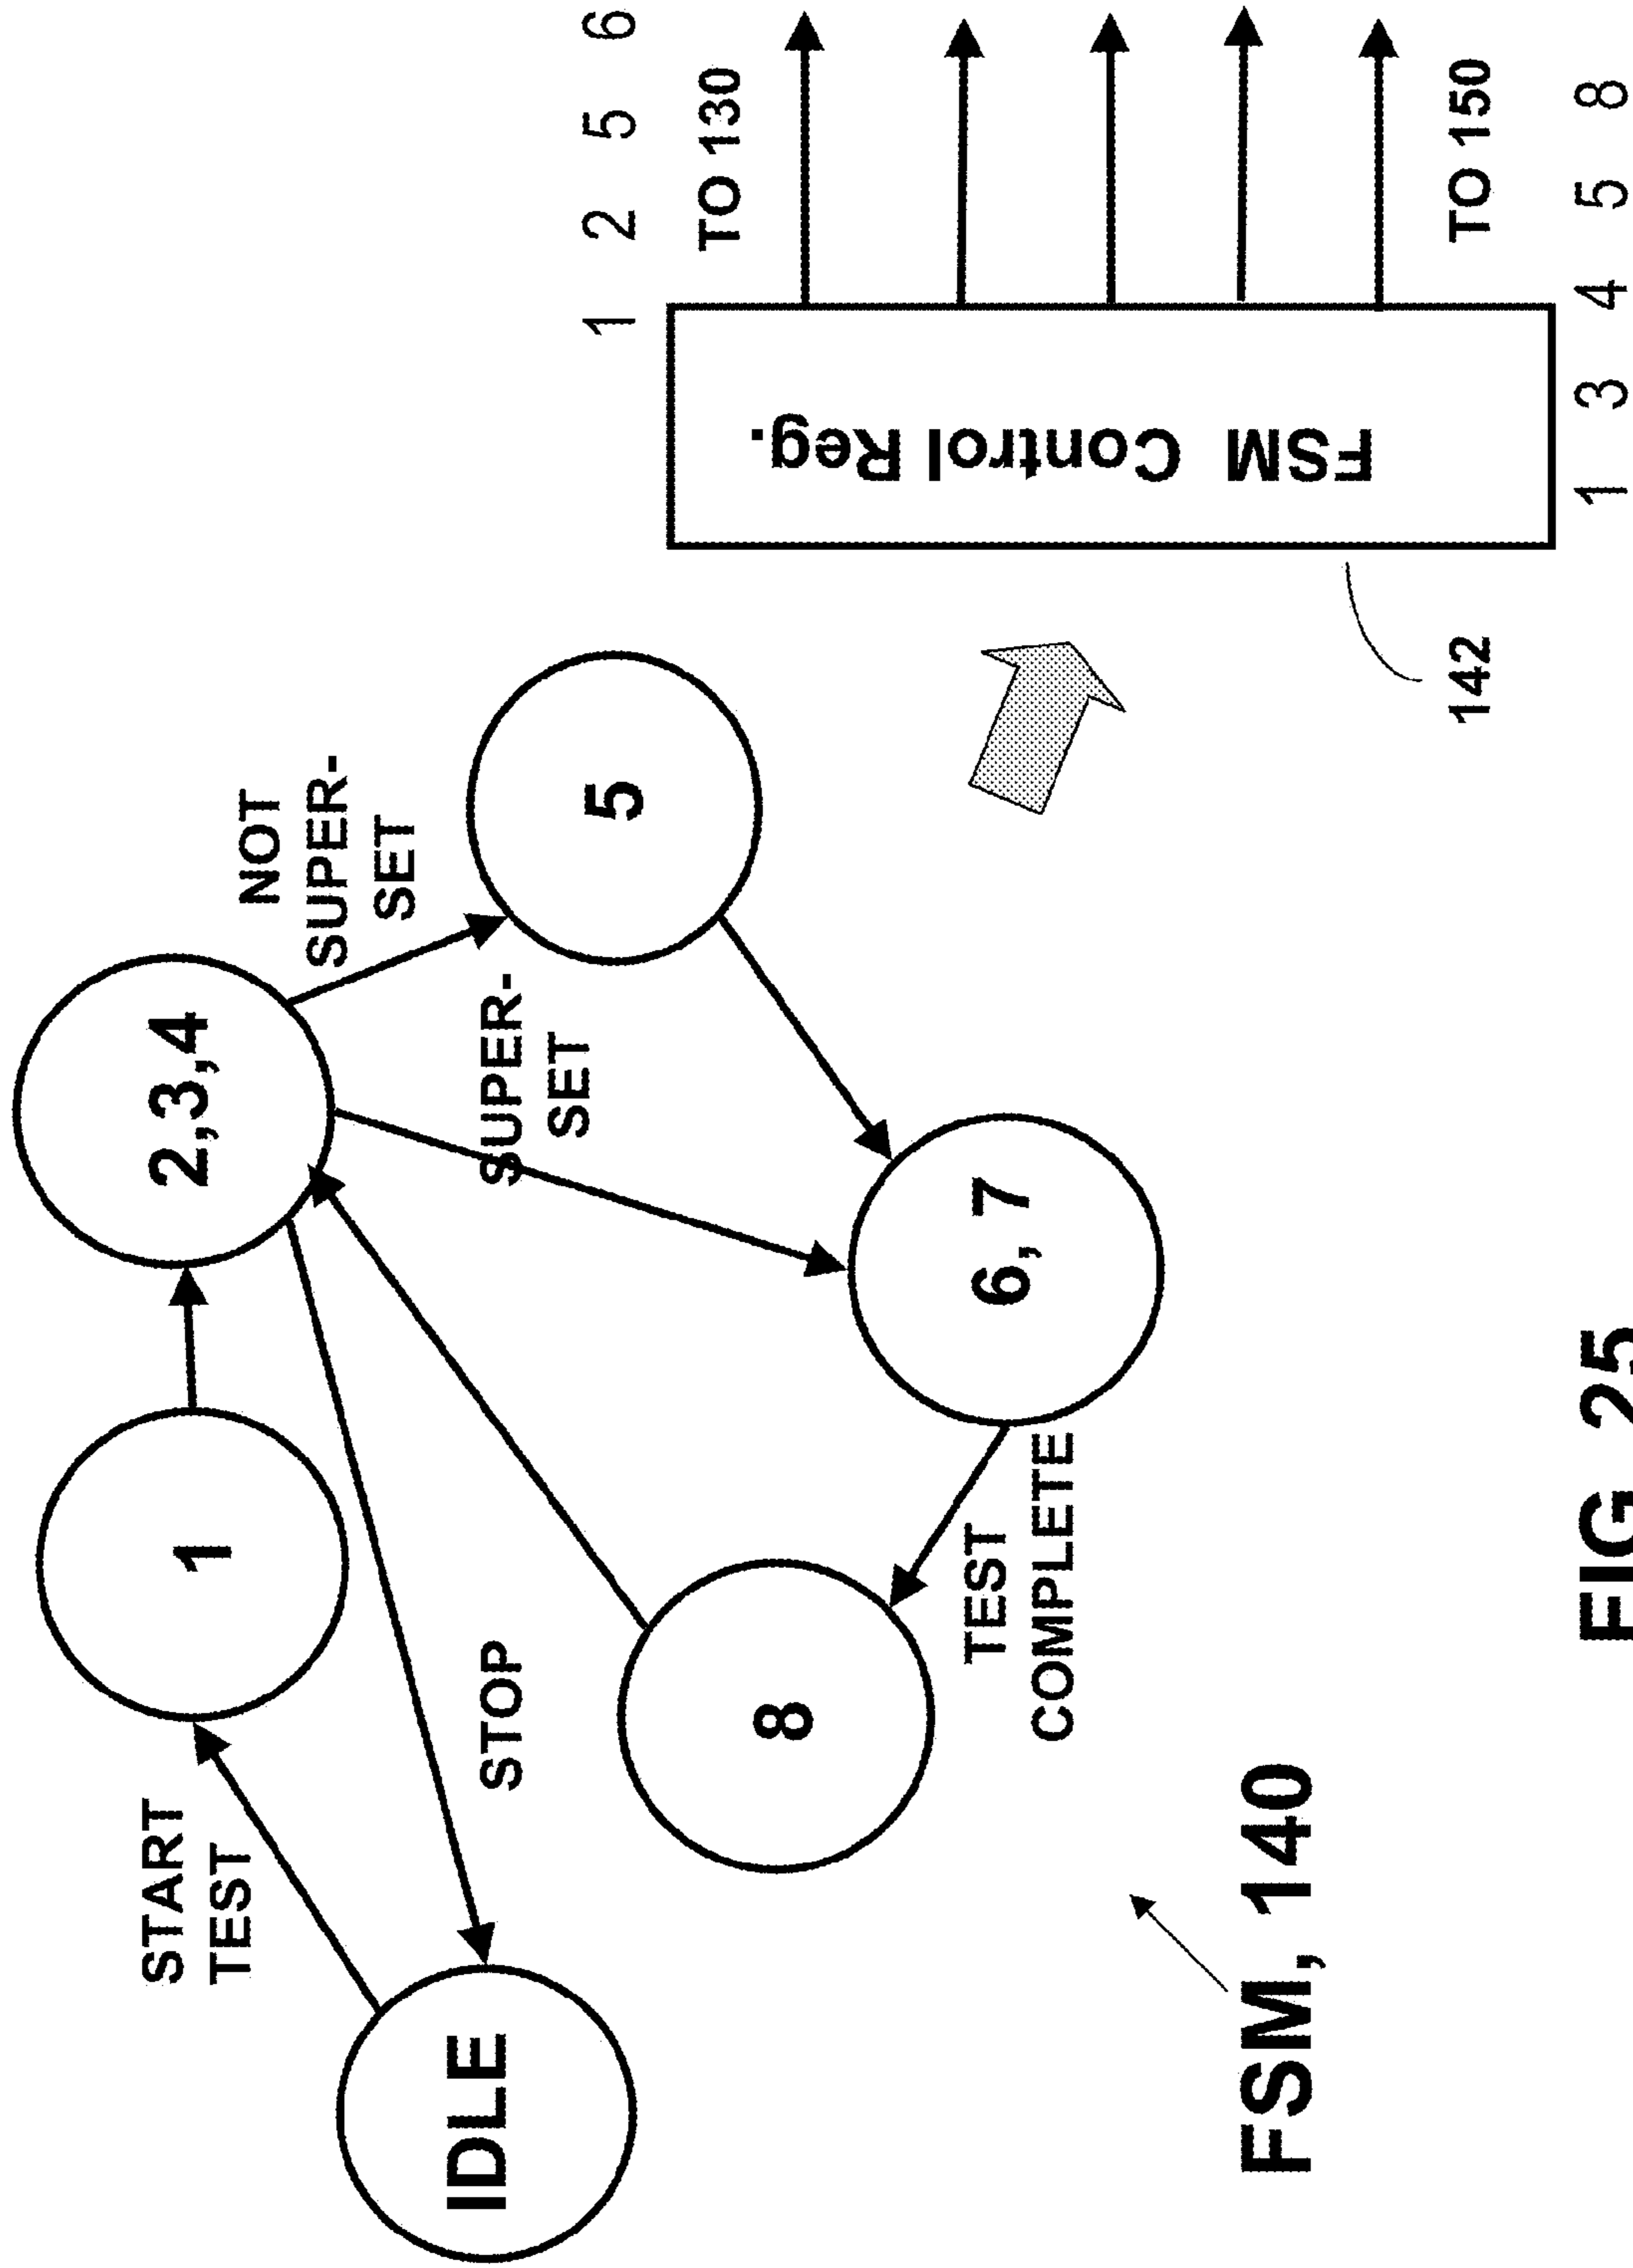 START
TEST
1
2,3,4
NOT
SUPER-
SET
IDLE
STOP
SUPER-
SET
5
8
6, 7
TEST
COMPLETE
FSM, 140
142
1 2 5 6
TO 130
FSM Control Reg.
TO 150
1 3 4 5 8
FIG 25